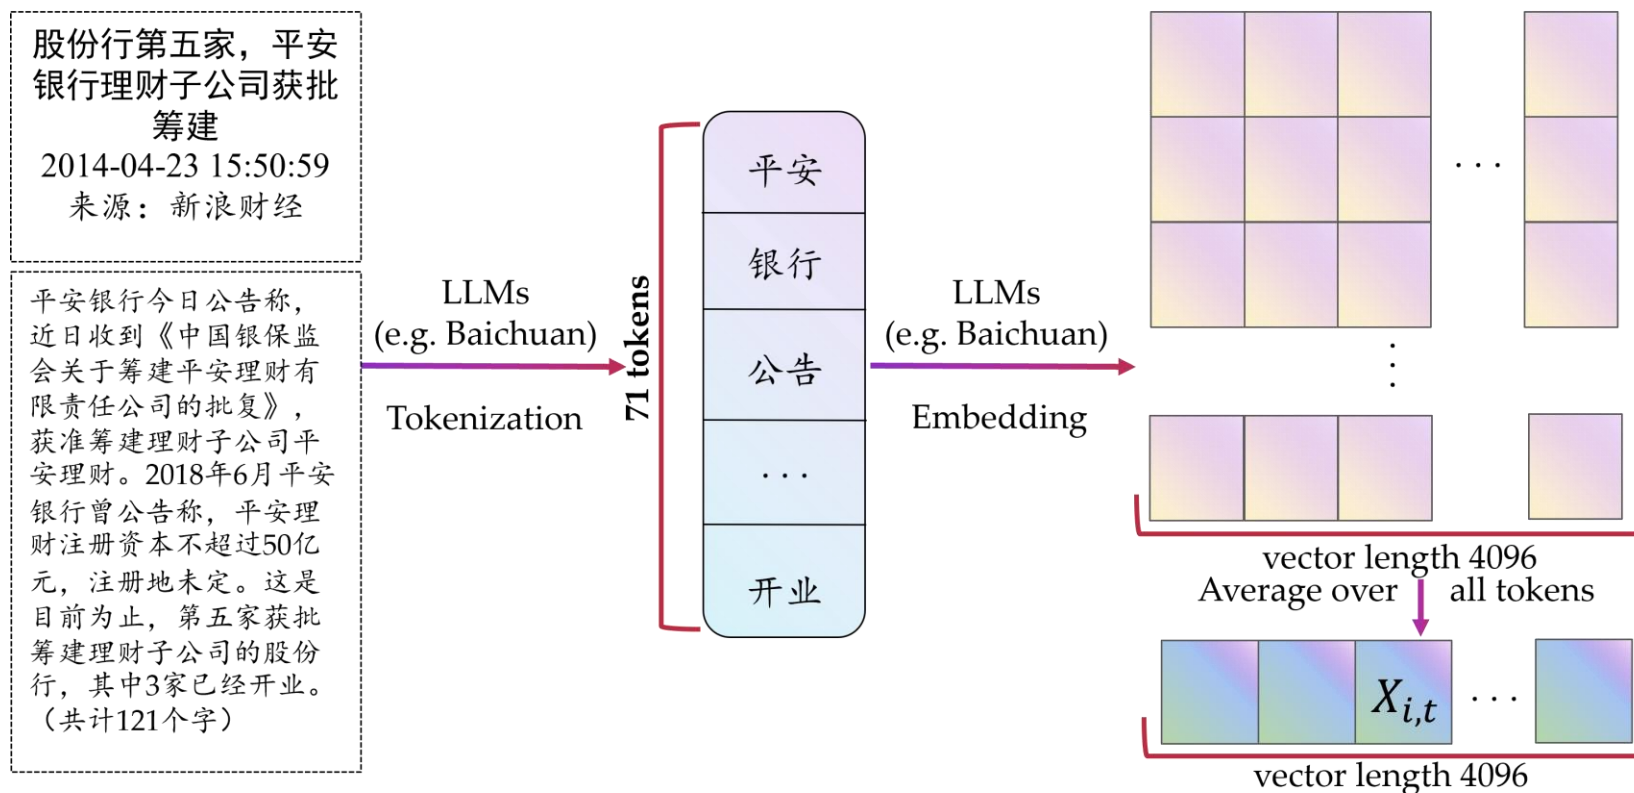 股份行第五家，平安
银行理财子公司获批
筹建
2014-04-23 15:50:59
来源：新浪财经
平安银行今日公告称，
近日收到《中国银保监
会关于筹建平安理财有
限责任公司的批复》，
获准筹建理财子公司平
安理财。2018年6月平安
银行曾公告称，平安理
财注册资本不超过50亿
元，注册地未定。这是
目前为止，第五家获批
筹建理财子公司的股份
行，其中3家已经开业。
（共计121个字）
LLMs
(e.g. Baichuan)
Tokenization
71 tokens
平安
银行
公告
...
开业
LLMs
(e.g. Baichuan)
Embedding
...
...
vector length 4096
Average over all tokens
X_{i,t}
...
vector length 4096